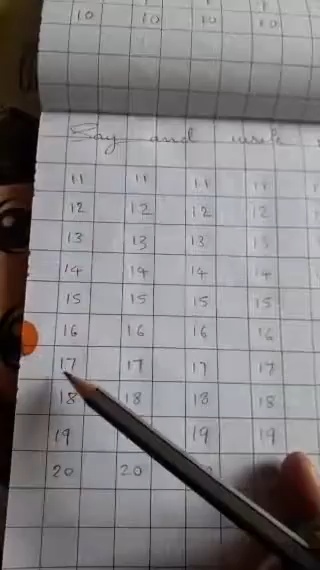 10 10 10 10
Say and write
11 11 11 11
12 12 12 12
13 13 13 13
14 14 14 14
15 15 15 15
16 16 16 16
17 17 17 17
18 18 18 18
19 19 19
20 20